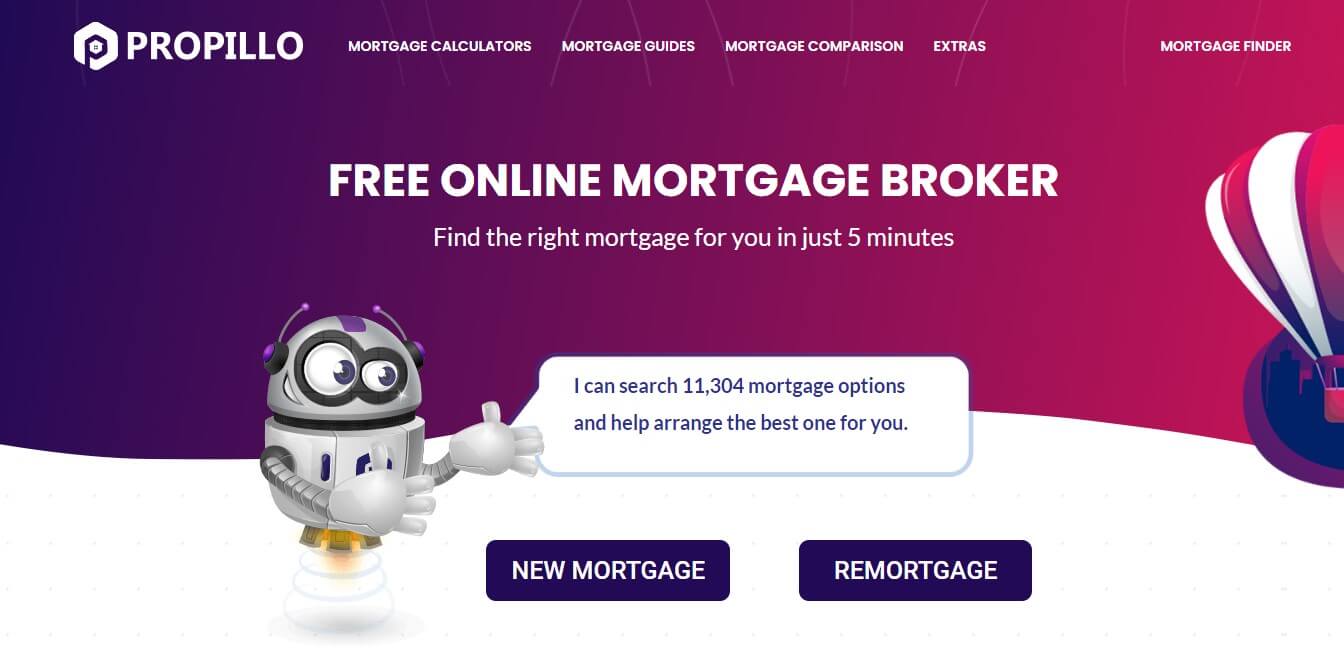 PROPILLO
MORTGAGE CALCULATORS
MORTGAGE GUIDES
MORTGAGE COMPARISON
EXTRAS
MORTGAGE FINDER
FREE ONLINE MORTGAGE BROKER
Find the right mortgage for you in just 5 minutes
I can search 11,304 mortgage options
and help arrange the best one for you.
NEW MORTGAGE
REMORTGAGE